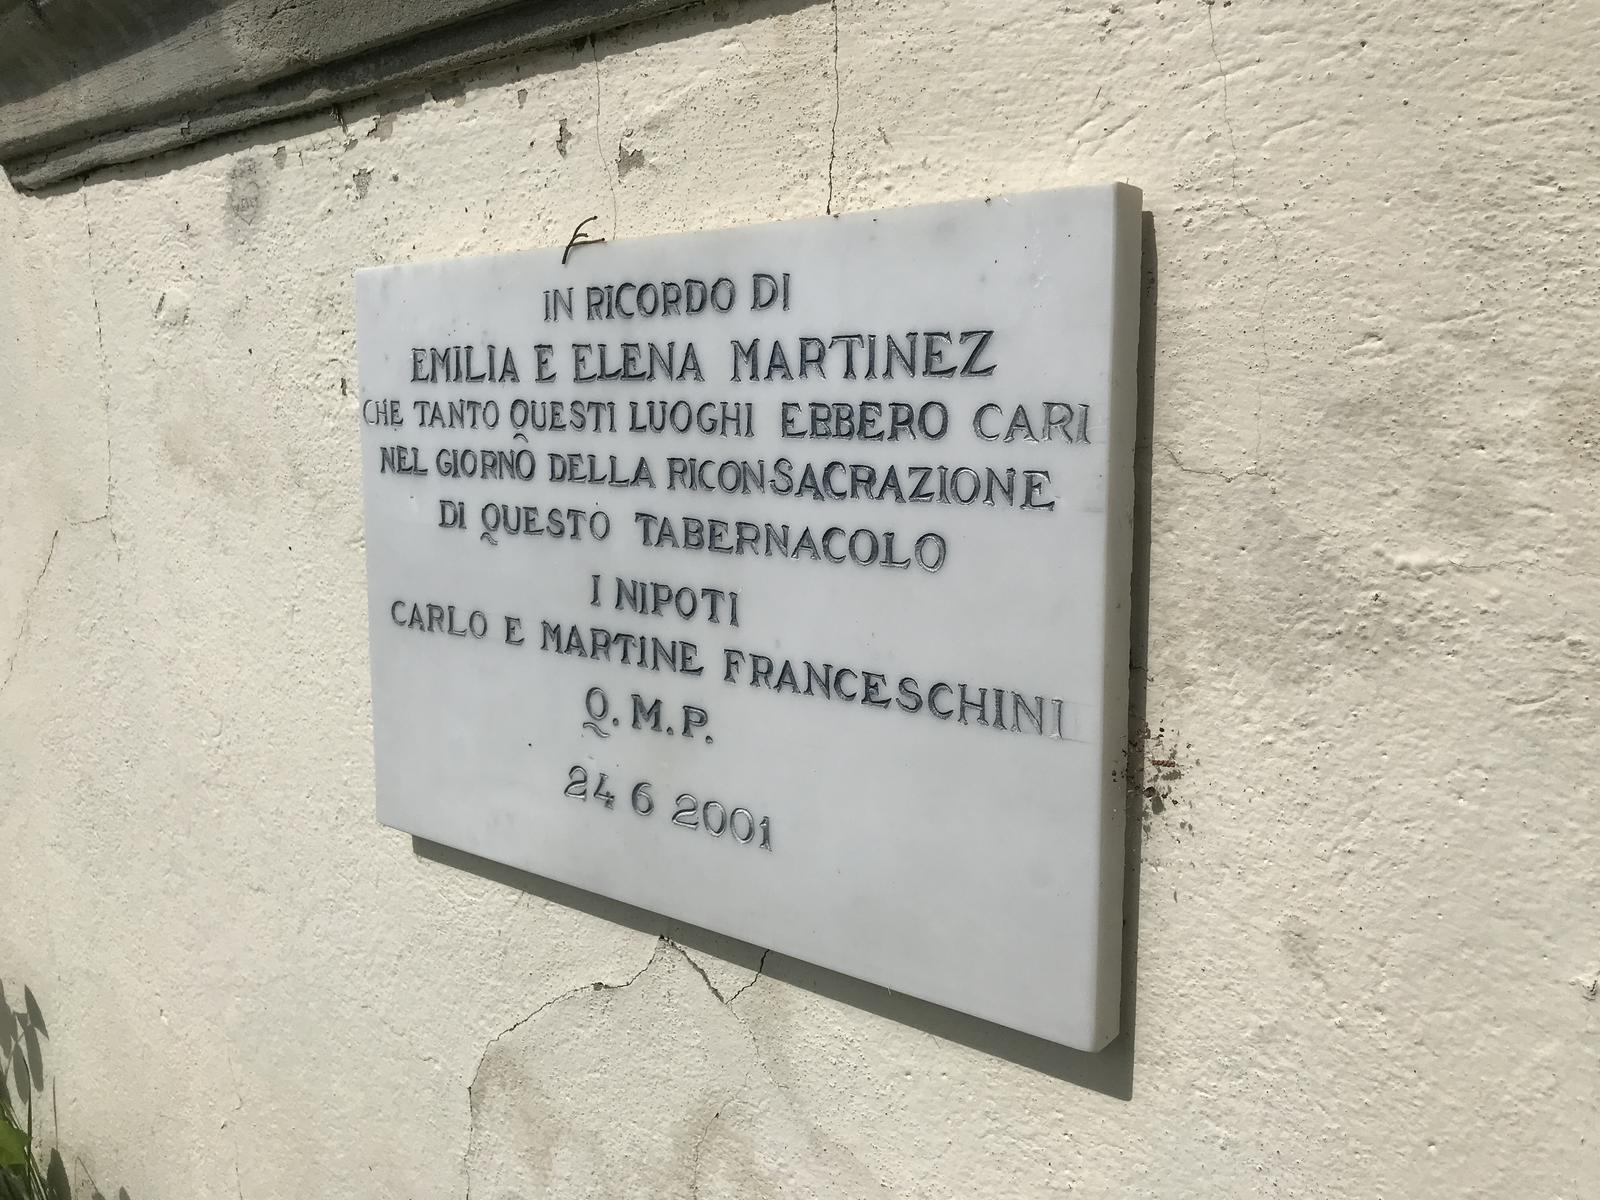 IN RICORDO DI
EMILIA E ELENA MARTINEZ
CHE TANTO QUESTI LUOGHI EBBERO CARI
NEL GIORNO DELLA RICONSACRAZIONE
DI QUESTO TABERNACOLO
I NIPOTI
CARLO E MARTINE FRANCESCHINI
Q.M.P.
24 6 2001